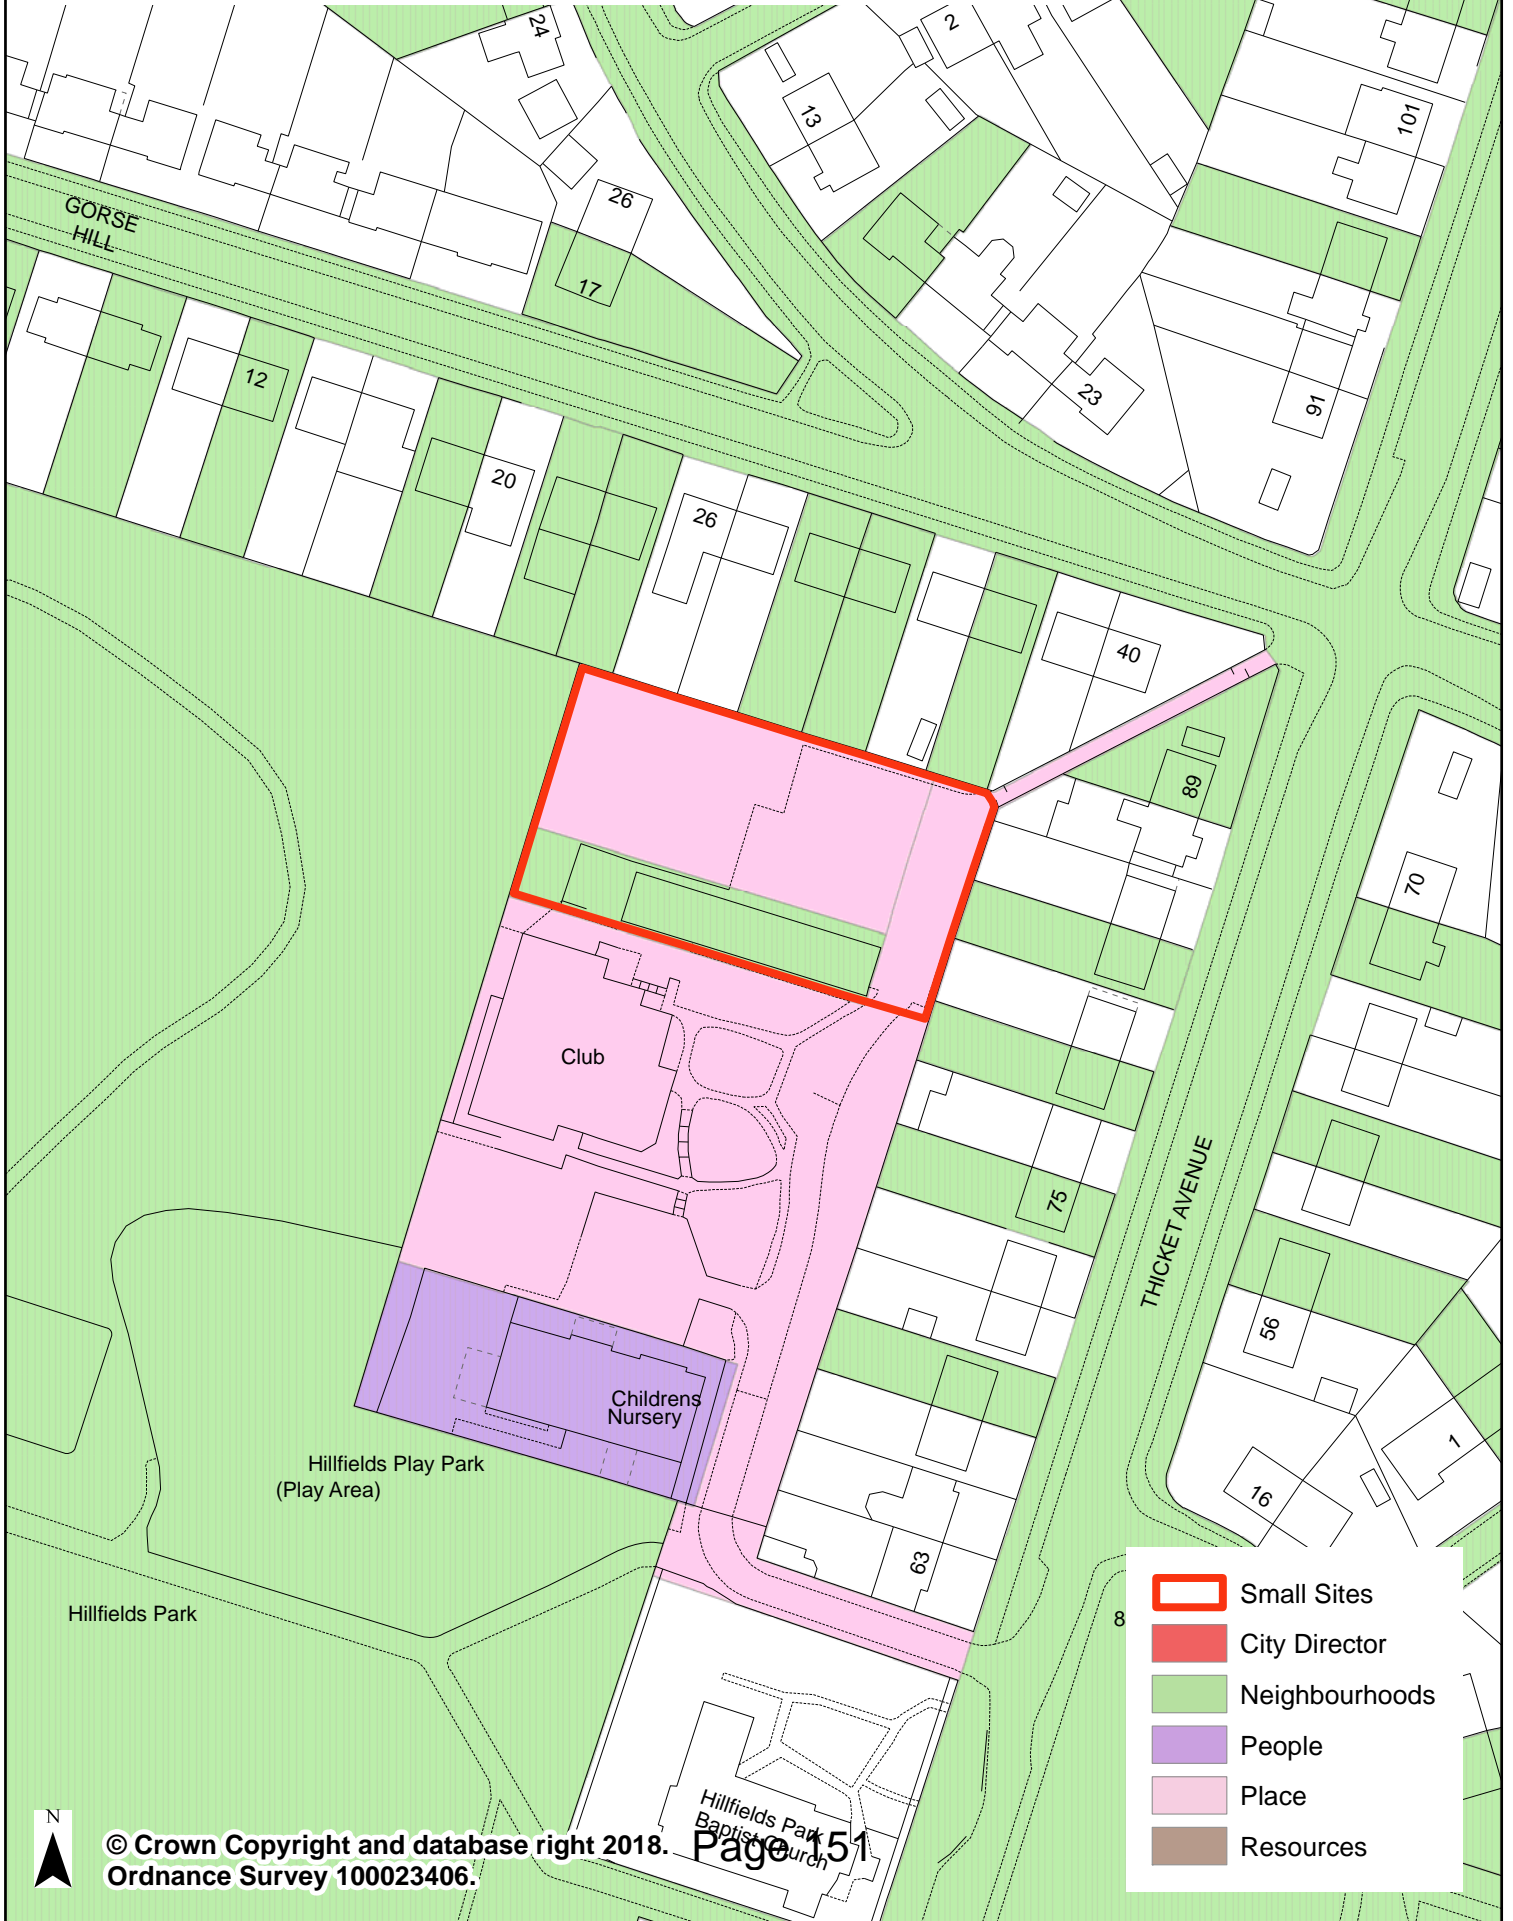 24
2
13
101
26
GORSE
HILL
17
12
23
91
20
26
40
89
70
Club
75
THICKET AVENUE
56
Childrens
Nursery
1
Hillfields Play Park
(Play Area)
16
63
Small Sites
Hillfields Park
8
City Director
Neighbourhoods
People
Place
Resources
Hillfields Park
Baptist Church
N
© Crown Copyright and database right 2018.
Ordnance Survey 100023406.
Page 151